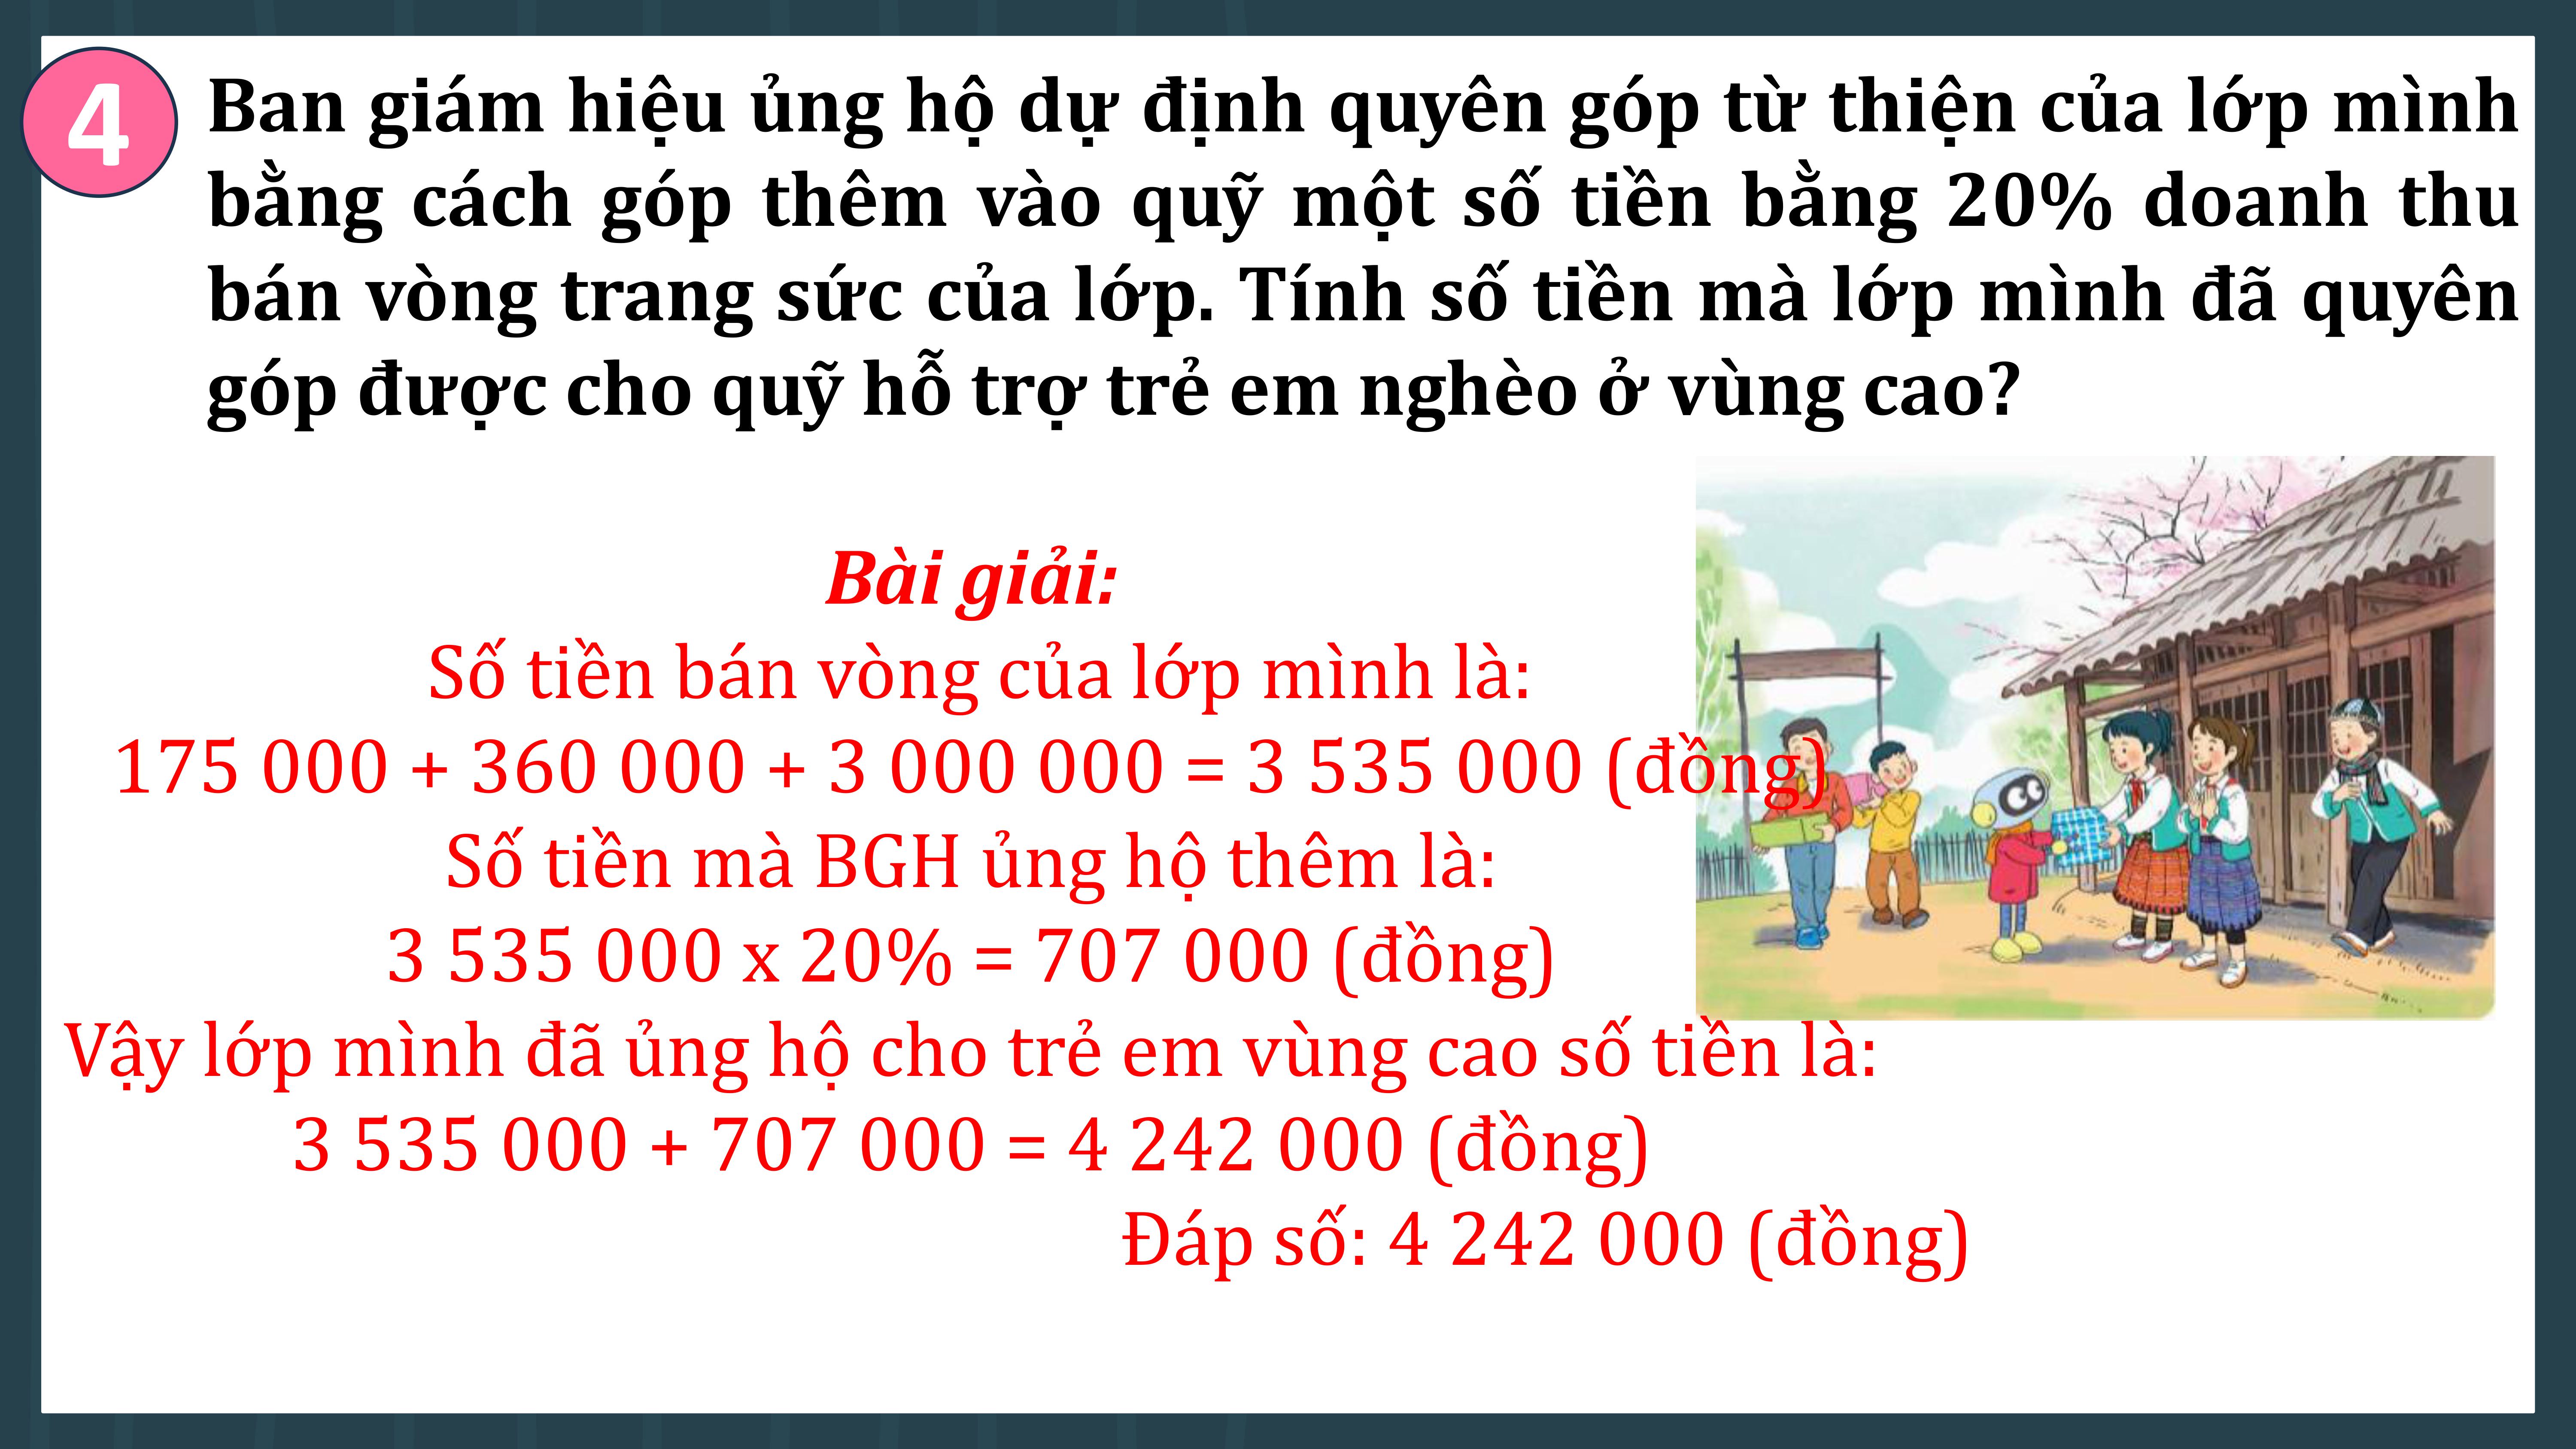 4
Ban giám hiệu ủng hộ dự định quyên góp từ thiện của lớp mình
bằng cách góp thêm vào quỹ một số tiền bằng 20% doanh thu
bán vòng trang sức của lớp. Tính số tiền mà lớp mình đã quyên
góp được cho quỹ hỗ trợ trẻ em nghèo ở vùng cao?
Bài giải:
Số tiền bán vòng của lớp mình là:
175 000 + 360 000 + 3 000 000 = 3 535 000 (đồng)
Số tiền mà BGH ủng hộ thêm là:
3 535 000 x 20% = 707 000 (đồng)
Vậy lớp mình đã ủng hộ cho trẻ em vùng cao số tiền là:
3 535 000 + 707 000 = 4 242 000 (đồng)
Đáp số: 4 242 000 (đồng)